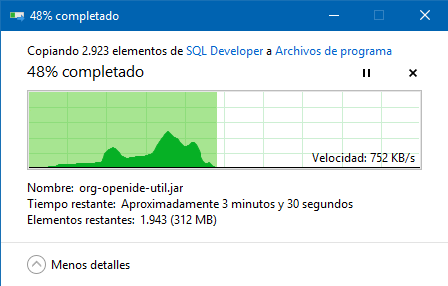 48% completado
Copiando 2.923 elementos de SQL Developer a Archivos de programa
48% completado
Velocidad: 752 KB/s
Nombre: org-openide-util.jar
Tiempo restante: Aproximadamente 3 minutos y 30 segundos
Elementos restantes: 1.943 (312 MB)
Menos detalles